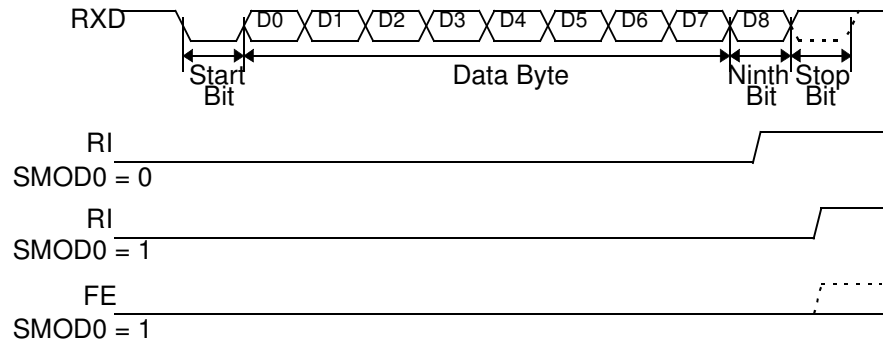 RXD D0 D1 D2 D3 D4 D5 D6 D7 D8
Start Data Byte Ninth Stop
Bit Bit Bit
RI
SMOD0 = 0
RI
SMOD0 = 1
FE
SMOD0 = 1